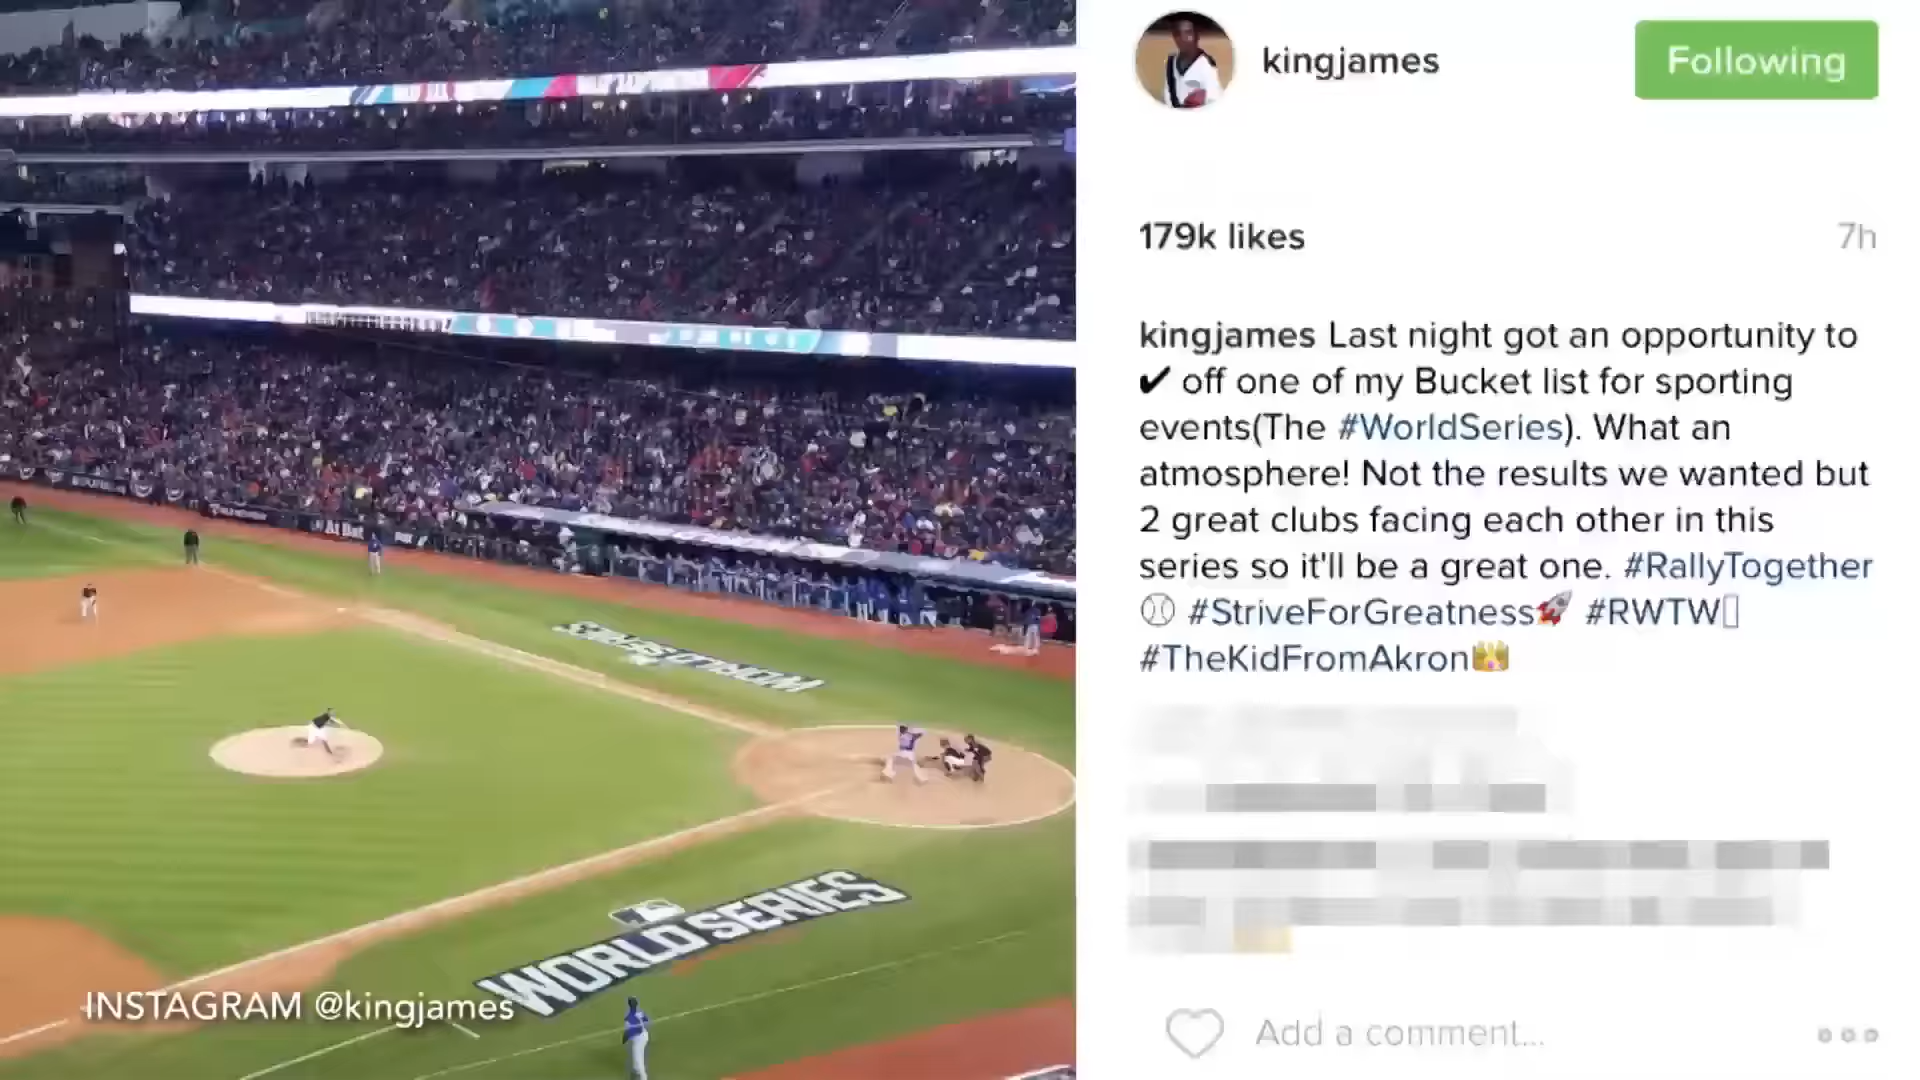 kingjames
Following
179k likes
7h
kingjames Last night got an opportunity to
✔ off one of my Bucket list for sporting
events(The #WorldSeries). What an
atmosphere! Not the results we wanted but
2 great clubs facing each other in this
series so it'll be a great one. #RallyTogether
⚾ #StriveForGreatness🚀 #RWTW
#TheKidFromAkron👑
WORLD SERIES
WORLD SERIES
INSTAGRAM @kingjames
Add a comment...